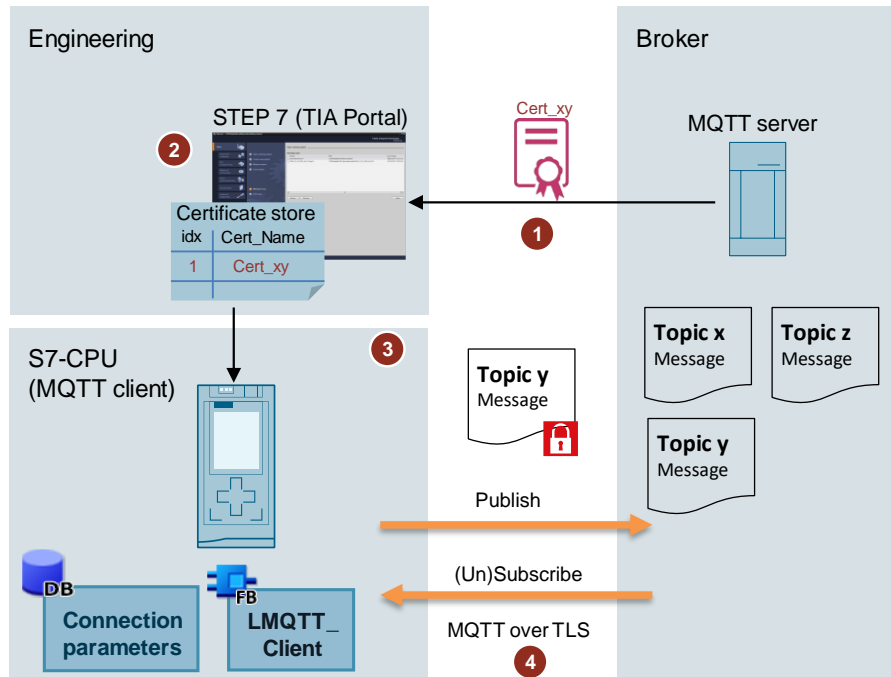 Engineering
Broker
STEP 7 (TIA Portal)
2
Certificate store
idx Cert_Name
1 Cert_xy
Cert_xy
1
MQTT server
S7-CPU
(MQTT client)
3
Topic y
Message
Topic x
Message
Topic z
Message
Topic y
Message
Publish
(Un)Subscribe
MQTT over TLS
4
DB
Connection
parameters
FB
LMQTT_
Client